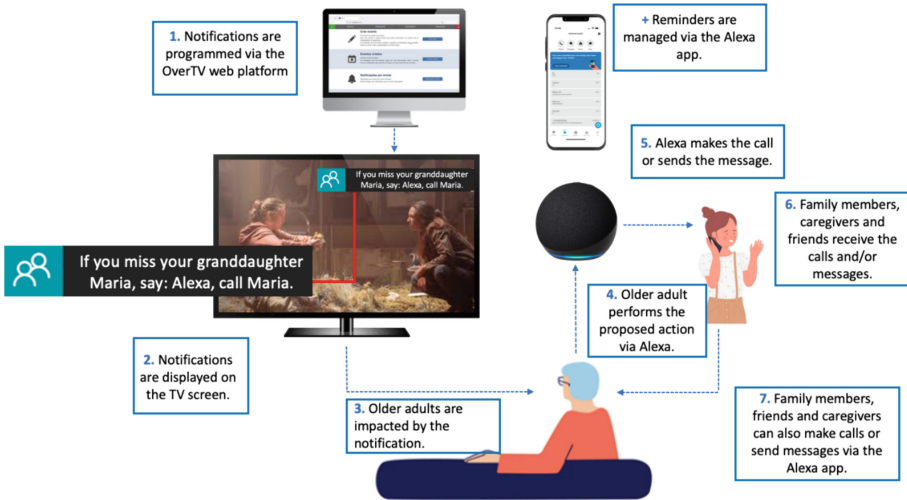 1. Notifications are
programmed via the
OverTV web platform
+ Reminders are
managed via the Alexa
app.
5. Alexa makes the call
or sends the message.
If you miss your granddaughter
Maria, say: Alexa, call Maria.
6. Family members,
caregivers and
friends receive the
calls and/or
messages.
If you miss your granddaughter
Maria, say: Alexa, call Maria.
4. Older adult
performs the
proposed action
via Alexa.
2. Notifications
are displayed on
the TV screen.
3. Older adults are
impacted by the
notification.
7. Family members,
friends and caregivers
can also make calls or
send messages via the
Alexa app.